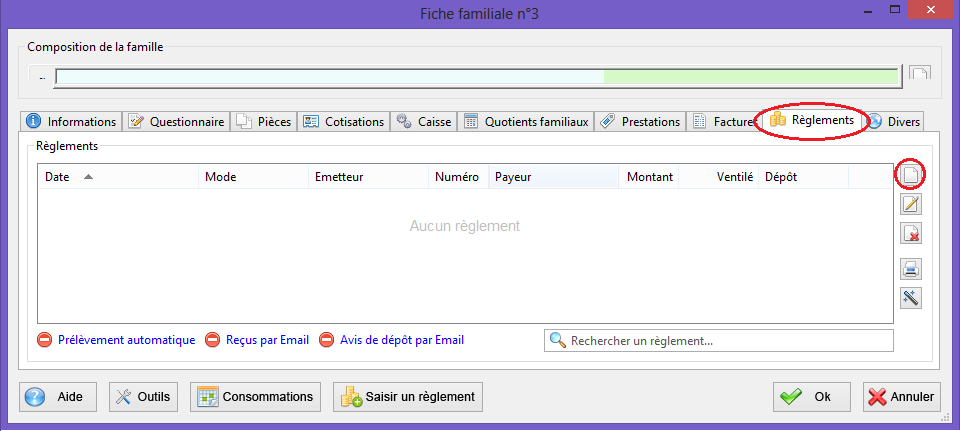 Fiche familiale n°3
Composition de la famille
..
Informations Questionnaire Pièces Cotisations Caisse Quotients familiaux Prestations Factures Règlements Divers
Règlements
Date Mode Emetteur Numéro Payeur Montant Ventilé Dépôt
Aucun règlement
Prélèvement automatique Reçus par Email Avis de dépôt par Email Rechercher un règlement...
Aide Outils Consommations Saisir un règlement Ok Annuler